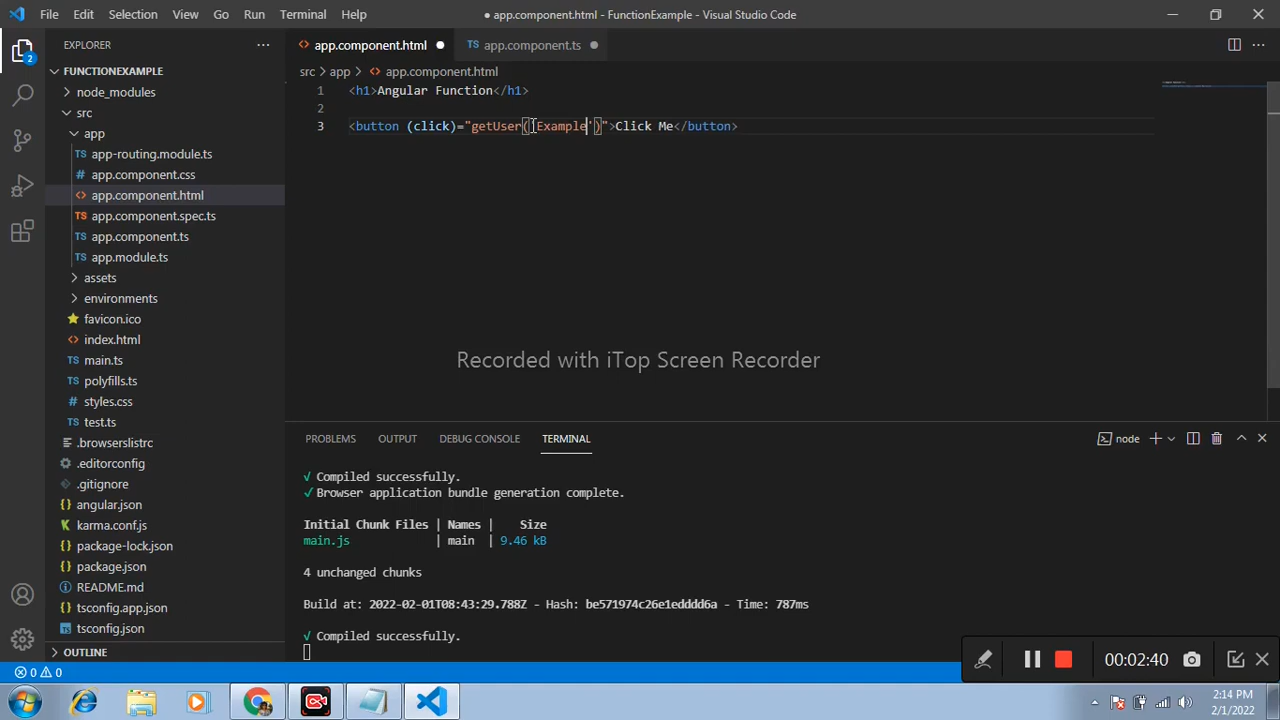 File Edit Selection View Go Run Terminal Help
● app.component.html - FunctionExample - Visual Studio Code
2
EXPLORER
FUNCTIONEXAMPLE
node_modules
src
app
app-routing.module.ts
app.component.css
app.component.html
app.component.spec.ts
app.component.ts
app.module.ts
assets
environments
favicon.ico
index.html
main.ts
polyfills.ts
styles.css
test.ts
.browserslistrc
.editorconfig
.gitignore
angular.json
karma.conf.js
package-lock.json
package.json
README.md
tsconfig.app.json
tsconfig.json
OUTLINE
app.component.html ● TS app.component.ts ●
src > app > app.component.html
1 <h1>Angular Function</h1>
2
3 <button (click)="getUser('Example')">Click Me</button>
Recorded with iTop Screen Recorder
PROBLEMS OUTPUT DEBUG CONSOLE TERMINAL
node
√ Compiled successfully.
√ Browser application bundle generation complete.
Initial Chunk Files | Names | Size
main.js | main | 9.46 kB
4 unchanged chunks
Build at: 2022-02-01T08:43:29.788Z - Hash: be571974c26e1edddd6a - Time: 787ms
√ Compiled successfully.
0 0
00:02:40
2:14 PM
2/1/2022